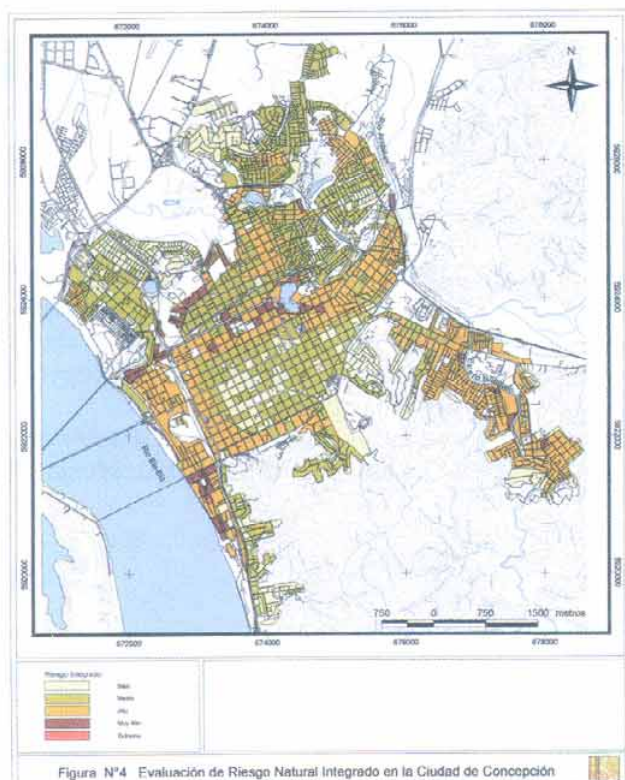 672000 674000 676000 678000
N
5926000 5926000
5924000 5924000
Río Bío Bío
5922000 5922000
5920000 5920000
750 0 750 1500 metros
672000 674000 676000 678000
Riesgo Integrado
Bajo
Medio
Alto
Muy Alto
Extremo
Figura N°4 Evaluación de Riesgo Natural Integrado en la Ciudad de Concepción